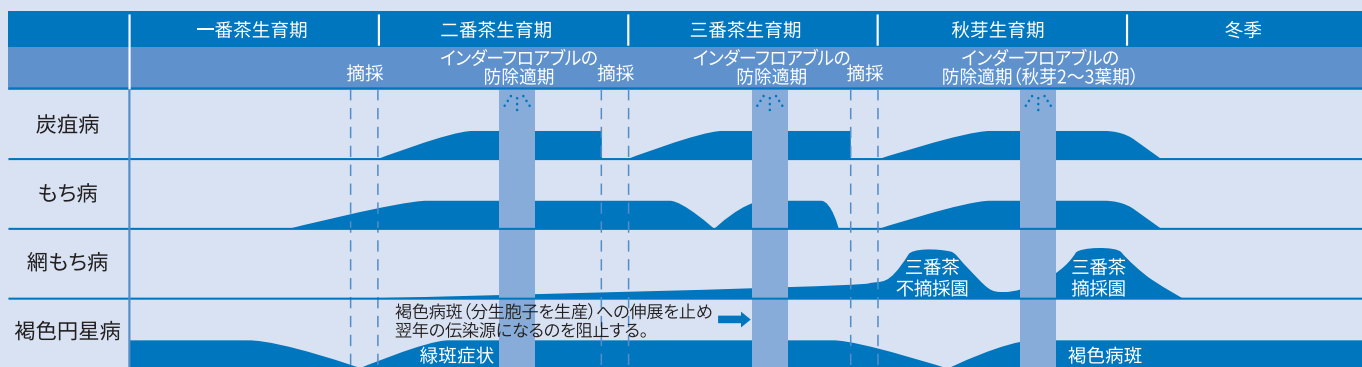 一番茶生育期
二番茶生育期
三番茶生育期
秋芽生育期
冬季
摘採
インダーフロアブルの
防除適期
摘採
インダーフロアブルの
防除適期
摘採
インダーフロアブルの
防除適期(秋芽2〜3葉期)
炭疽病
もち病
網もち病
三番茶
不摘採園
三番茶
摘採園
褐色円星病
褐色病斑(分生胞子を生産)への伸展を止め
翌年の伝染源になるのを阻止する。
緑斑症状
褐色病斑